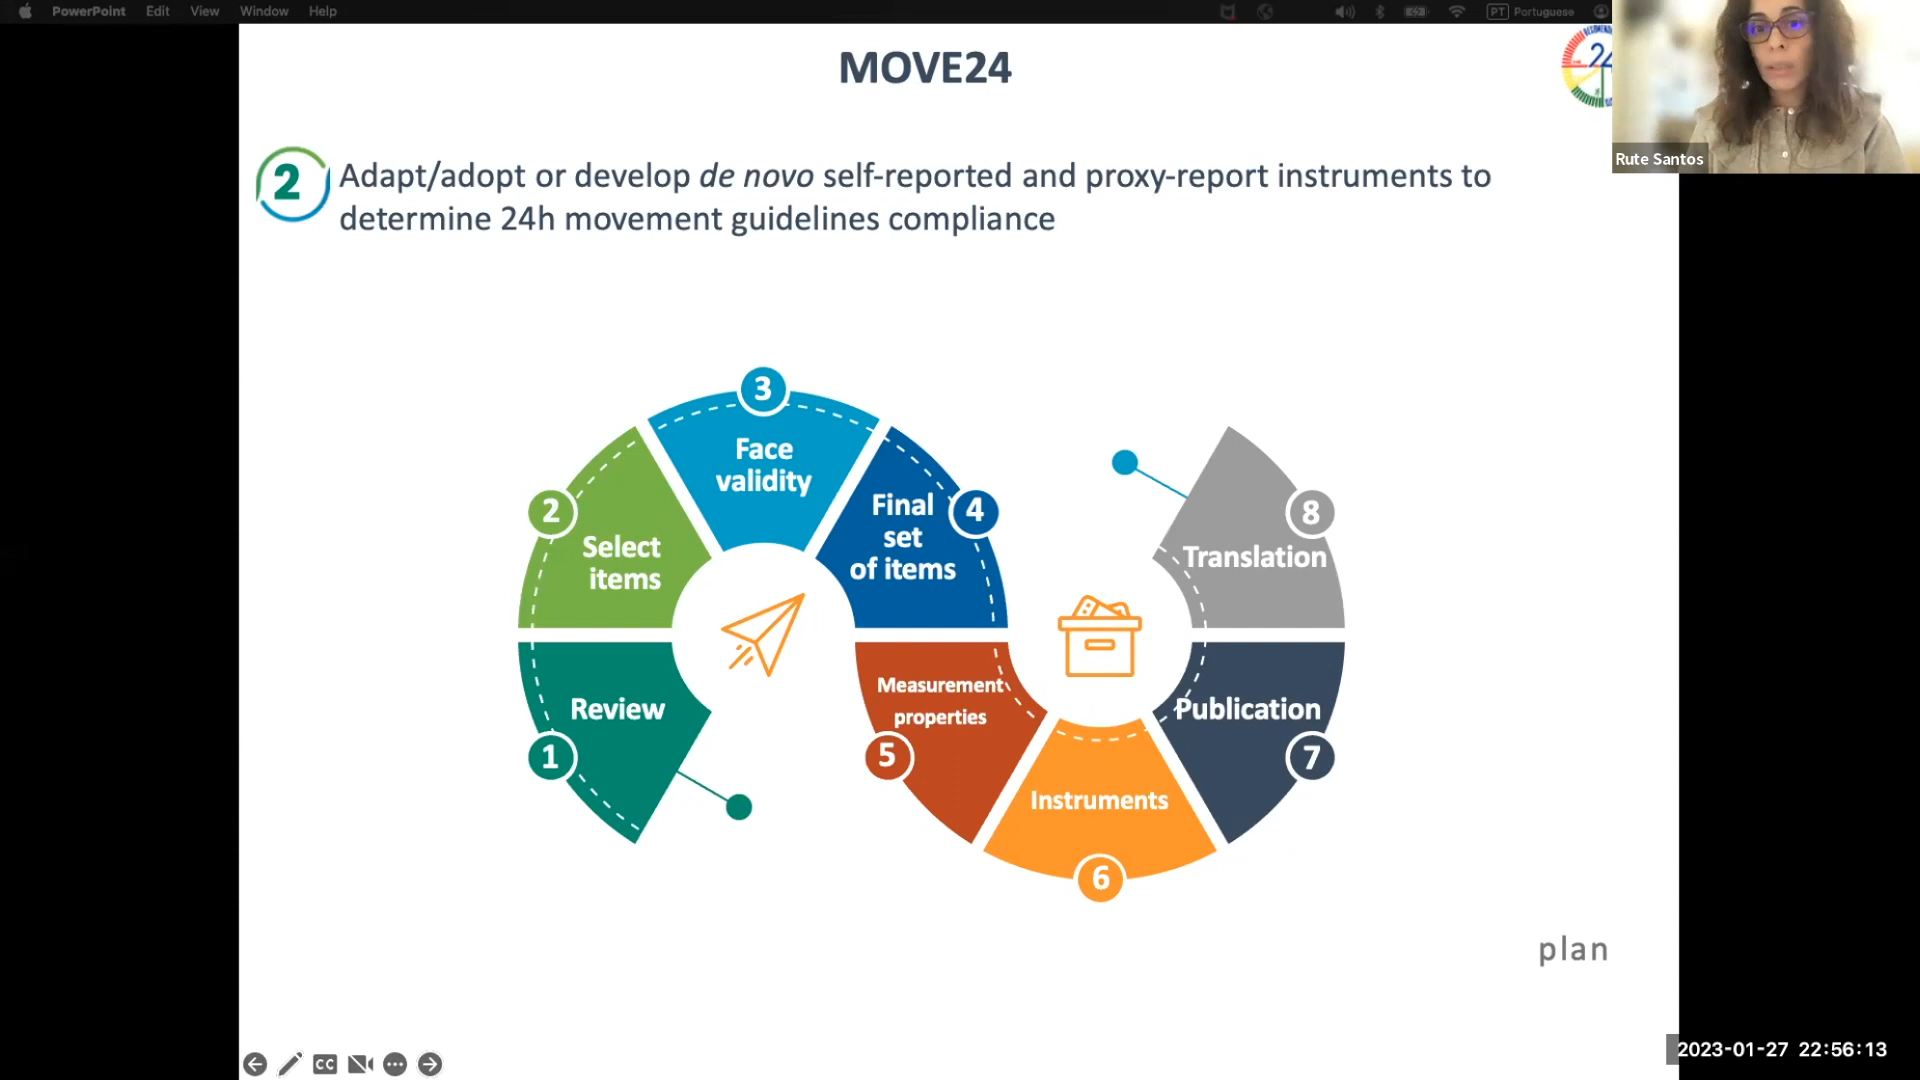 PowerPoint Edit View Window Help
PT Portuguese
MOVE24
24
Rute Santos
2 Adapt/adopt or develop de novo self-reported and proxy-report instruments to
determine 24h movement guidelines compliance
3
Face
validity
2
Select
items
Final
set
of items
4
8
Translation
Review
1
Measurement
properties
5
Instruments
6
Publication
7
plan
CC
2023-01-27 22:56:13